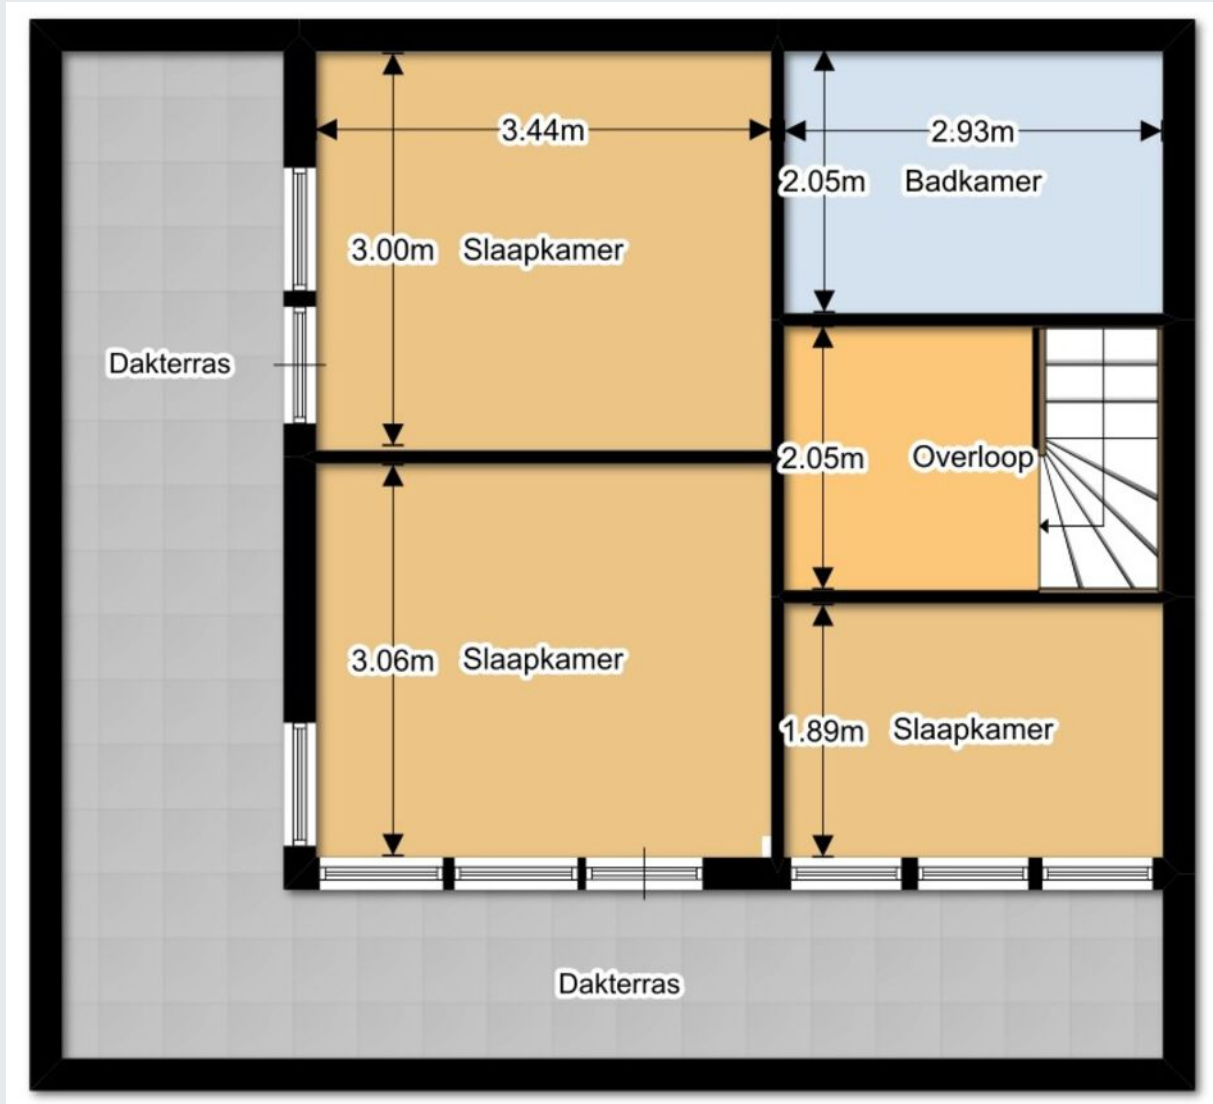 3.44m
2.93m
2.05m Badkamer
3.00m Slaapkamer
Dakterras
2.05m Overloop
3.06m Slaapkamer
1.89m Slaapkamer
Dakterras